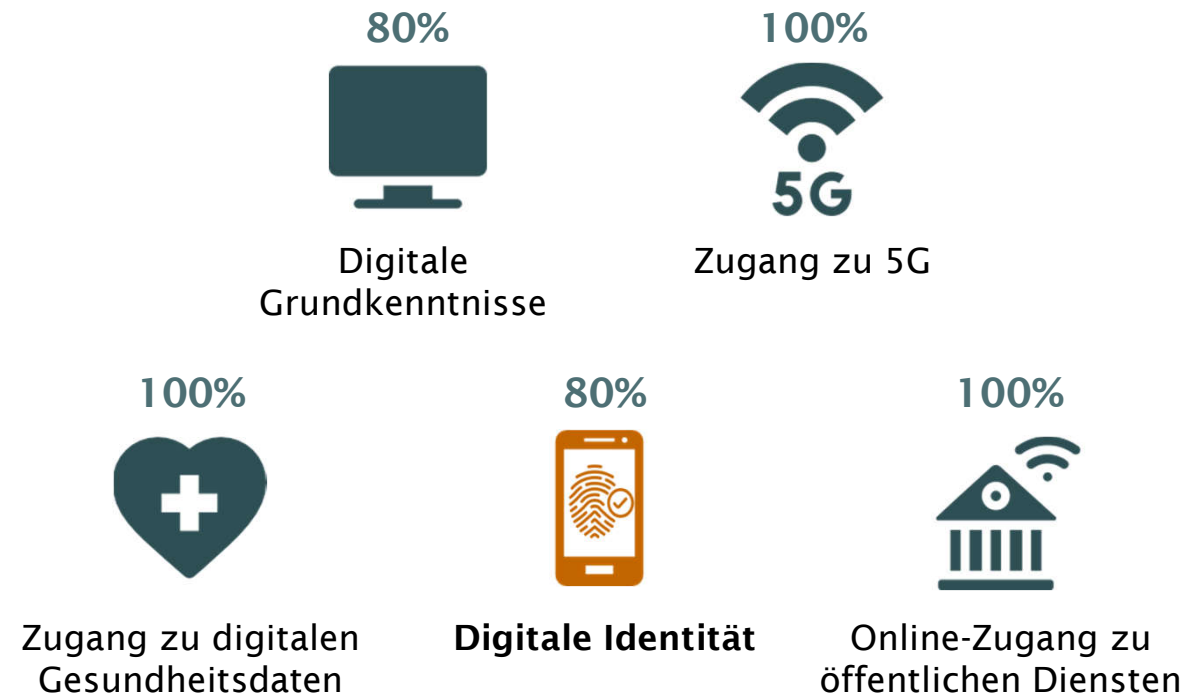 80%
100%
5G
Digitale
Grundkenntnisse
Zugang zu 5G
100%
80%
100%
Zugang zu digitalen
Gesundheitsdaten
Digitale Identität
Online-Zugang zu
öffentlichen Diensten